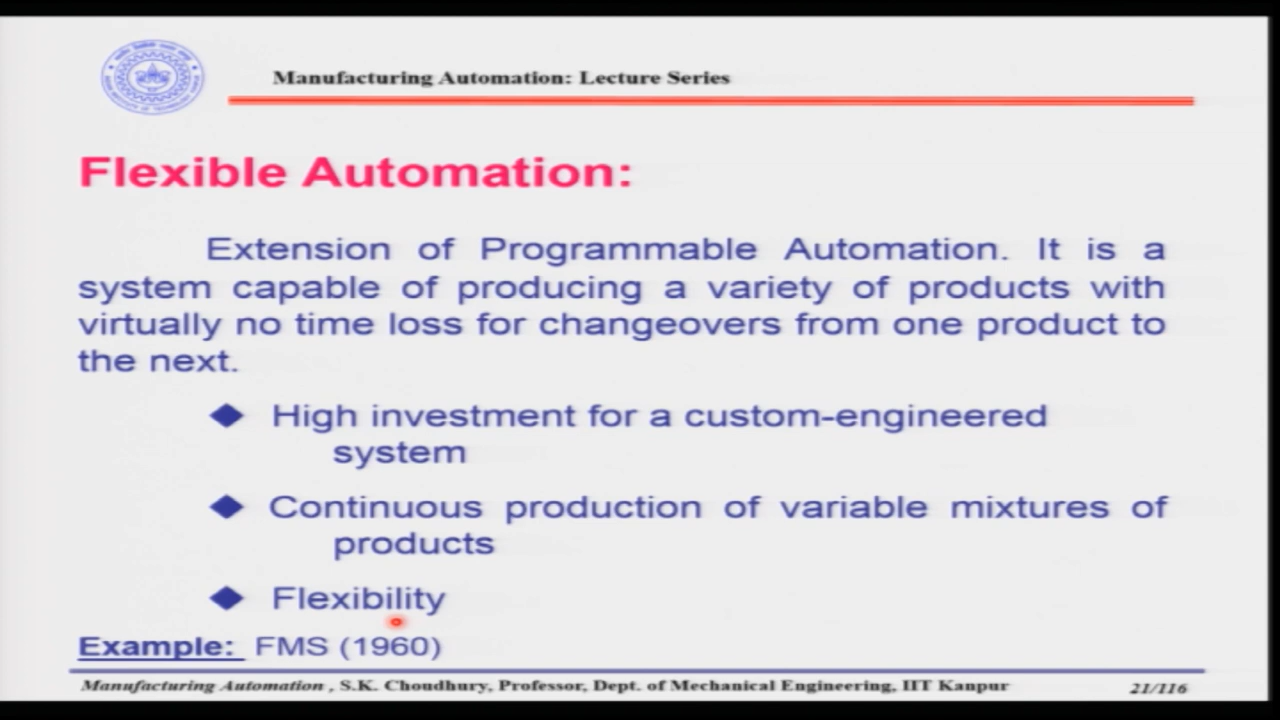 Manufacturing Automation: Lecture Series
Flexible Automation:
Extension of Programmable Automation. It is a
system capable of producing a variety of products with
virtually no time loss for changeovers from one product to
the next.
High investment for a custom-engineered
system
Continuous production of variable mixtures of
products
Flexibility
Example: FMS (1960)
Manufacturing Automation , S.K. Choudhury, Professor, Dept. of Mechanical Engineering, IIT Kanpur
21/116